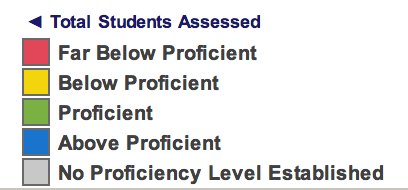 ◄ Total Students Assessed
Far Below Proficient
Below Proficient
Proficient
Above Proficient
No Proficiency Level Established